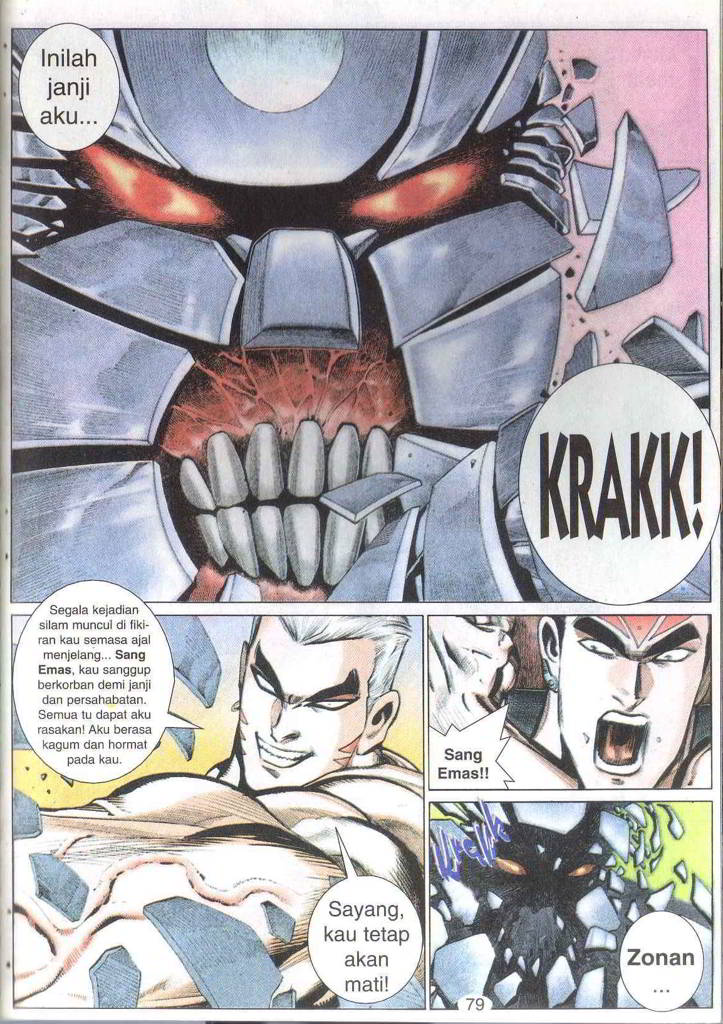 Inilah
janji
aku...
KRAKK!
Segala kejadian
silam muncul di fiki-
ran kau semasa ajal
menjelang... Sang
Emas, kau sanggup
berkorban demi janji
dan persahabatan.
Semua tu dapat aku
rasakan! Aku berasa
kagum dan hormat
pada kau.
Sayang,
kau tetap
akan
mati!
Sang
Emas!!
Zonan
...
79